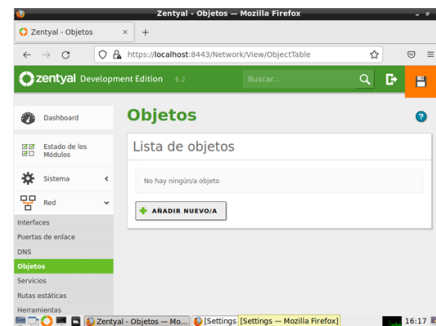 Zentyal - Objetos — Mozilla Firefox
Zentyal - Objetos
https://localhost:8443/Network/View/ObjectTable
zentyal Development Edition 6.2
Buscar...
Dashboard
Objetos
Lista de objetos
Estado de los
Módulos
No hay ningún/a objeto
Sistema
AÑADIR NUEVO/A
Red
Interfaces
Puertas de enlace
DNS
Objetos
Servicios
Rutas estáticas
Herramientas
Zentyal - Objetos — Mo... [Settings [Settings — Mozilla Firefox] 16:17